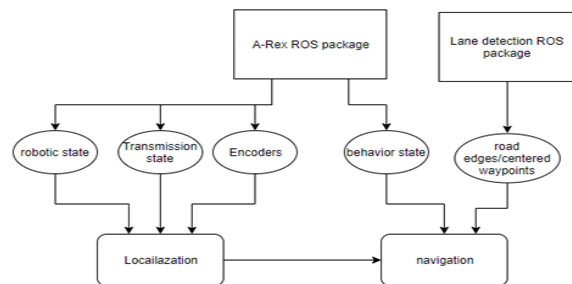 A-Rex ROS package
Lane detection ROS
package
robotic state
Transmission
state
Encoders
behavior state
road
edges/centered
waypoints
Locailazation
navigation